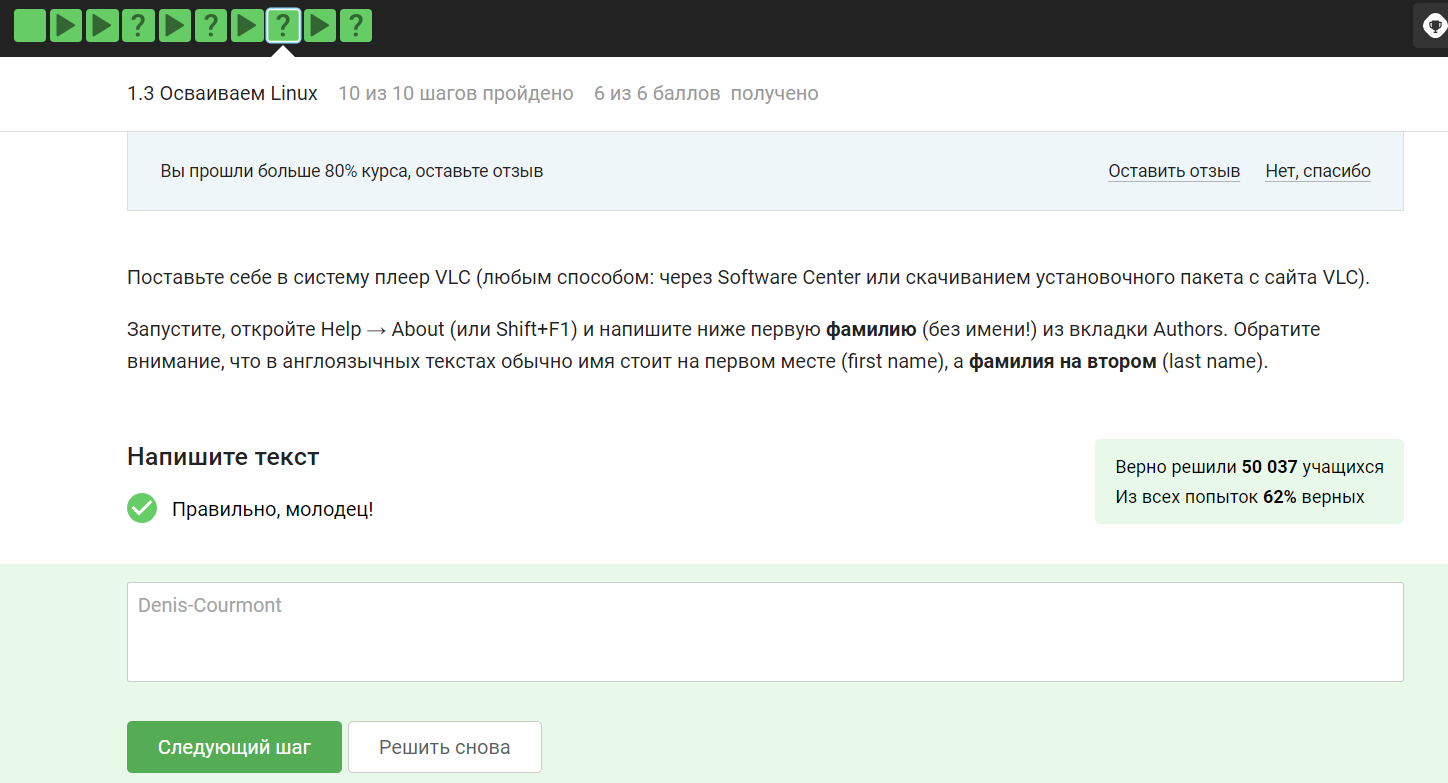 ? ? ? ?
1.3 Осваиваем Linux 10 из 10 шагов пройдено 6 из 6 баллов получено
Вы прошли больше 80% курса, оставьте отзыв Оставить отзыв Нет, спасибо
Поставьте себе в систему плеер VLC (любым способом: через Software Center или скачиванием установочного пакета с сайта VLC).
Запустите, откройте Help → About (или Shift+F1) и напишите ниже первую фамилию (без имени!) из вкладки Authors. Обратите
внимание, что в англоязычных текстах обычно имя стоит на первом месте (first name), а фамилия на втором (last name).
Напишите текст
Правильно, молодец!
Верно решили 50 037 учащихся
Из всех попыток 62% верных
Denis-Courmont
Следующий шаг Решить снова